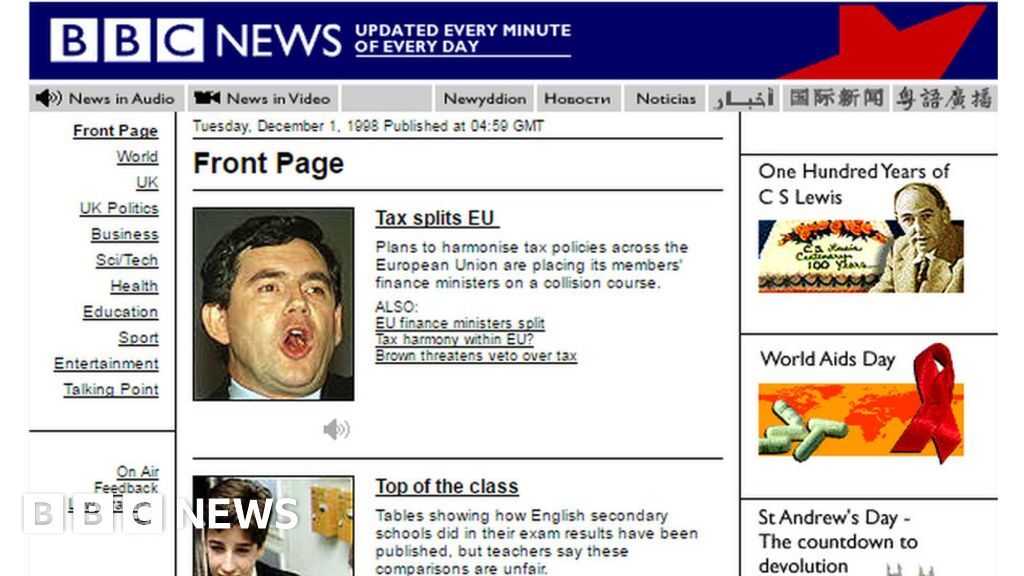 BBC NEWS UPDATED EVERY MINUTE
OF EVERY DAY
News in Audio
News in Video
Newyddion
Новости
Noticias
أخبار
国际新闻
粤語廣播
Front Page
World
UK
UK Politics
Business
Sci/Tech
Health
Education
Sport
Entertainment
Talking Point
On Air
Feedback
Tuesday, December 1, 1998 Published at 04:59 GMT
Front Page
Tax splits EU
Plans to harmonise tax policies across the
European Union are placing its members'
finance ministers on a collision course.
ALSO:
EU finance ministers split
Tax harmony within EU?
Brown threatens veto over tax
Top of the class
Tables showing how English secondary
schools did in their exam results have been
published, but teachers say these
comparisons are unfair.
One Hundred Years of
C S Lewis
100 Years
World Aids Day
St Andrew's Day -
The countdown to
devolution
BBC NEWS